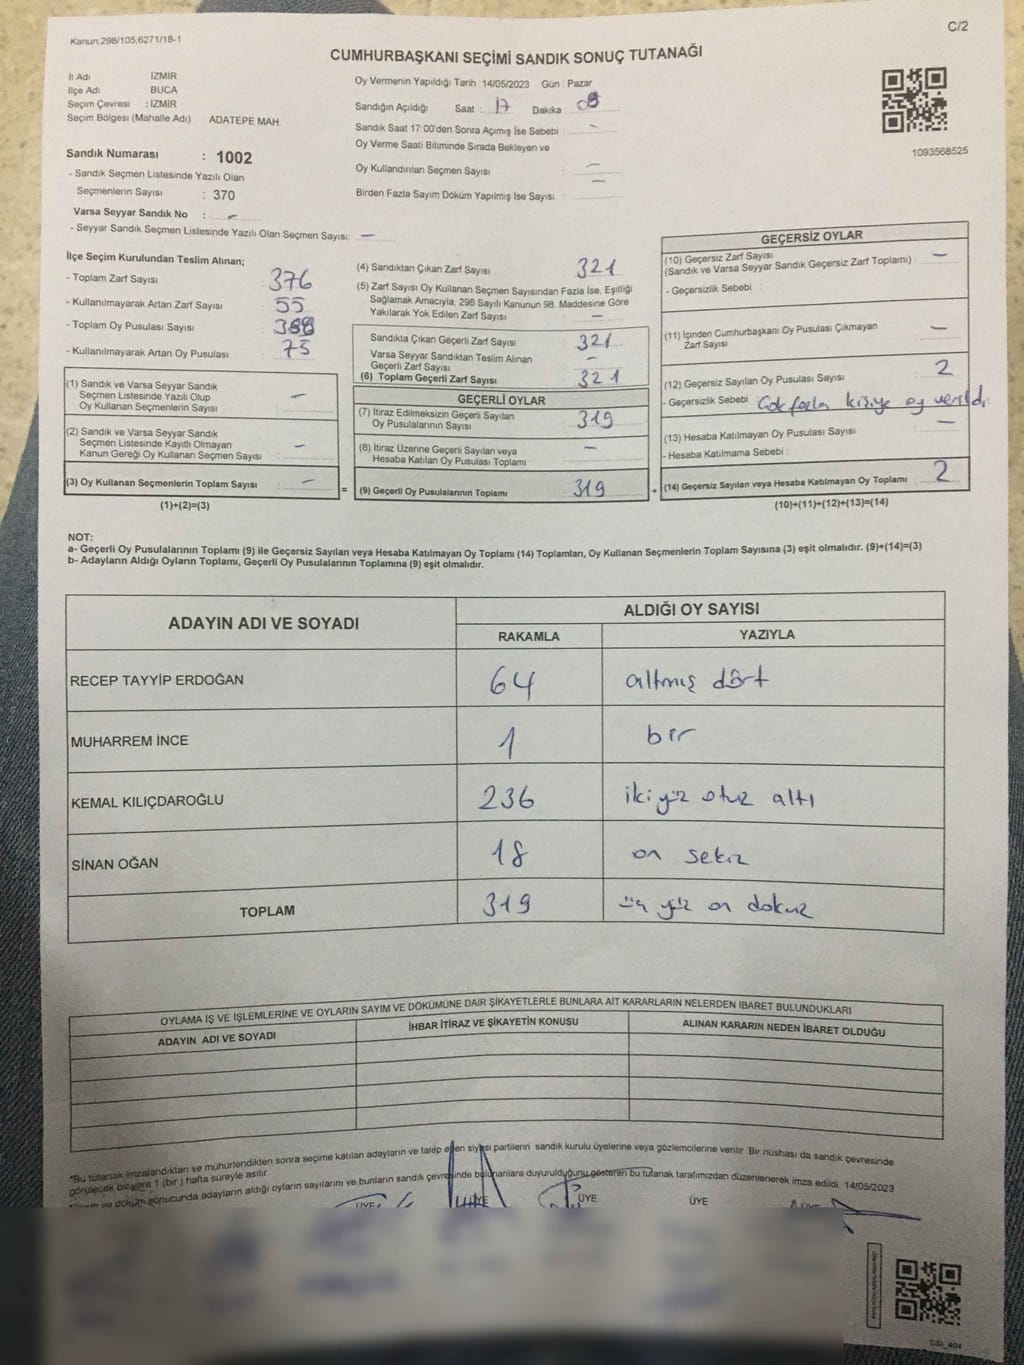 Kanun:298/105;6271/18-1
C/2
CUMHURBAŞKANI SEÇİMİ SANDIK SONUÇ TUTANAĞI
İl Adı İZMİR
İlçe Adı BUCA
Seçim Çevresi : İZMİR
Seçim Bölgesi (Mahalle Adı) ADATEPE MAH.
Sandık Numarası : 1002
- Sandık Seçmen Listesinde Yazılı Olan
Seçmenlerin Sayısı : 370
Varsa Seyyar Sandık No : -
- Seyyar Sandık Seçmen Listesinde Yazılı Olan Seçmen Sayısı: -
Oy Vermenin Yapıldığı Tarih : 14/05/2023 Gün : Pazar
Sandığın Açıldığı Saat : 17 Dakika :
Sandık Saat 17:00'den Sonra Açımış İse Sebebi : -
Oy Verme Saati Bitiminde Sırada Bekleyen ve
Oy Kullandırılan Seçmen Sayısı : -
Birden Fazla Sayım Döküm Yapılmış İse Sayısı : -
1093568525
İlçe Seçim Kurulundan Teslim Alınan;
- Toplam Zarf Sayısı : 376
- Kullanılmayarak Artan Zarf Sayısı : 55
- Toplam Oy Pusulası Sayısı :
- Kullanılmayarak Artan Oy Pusulası : 75
(1) Sandık ve Varsa Seyyar Sandık
Seçmen Listesinde Yazılı Olup
Oy Kullanan Seçmenlerin Sayısı : -
(2) Sandık ve Varsa Seyyar Sandık
Seçmen Listesinde Kayıtlı Olmayan
Kanun Gereği Oy Kullanan Seçmen Sayısı : -
(3) Oy Kullanan Seçmenlerin Toplam Sayısı : -
(1)+(2)=(3)
=
(4) Sandıktan Çıkan Zarf Sayısı : 321
(5) Zarf Sayısı Oy Kullanan Seçmen Sayısından Fazla İse, Eşitliği
Sağlamak Amacıyla, 298 Sayılı Kanunun 98. Maddesine Göre
Yakılarak Yok Edilen Zarf Sayısı : -
Sandıkta Çıkan Geçerli Zarf Sayısı : 321
Varsa Seyyar Sandıktan Teslim Alınan
Geçerli Zarf Sayısı : -
(6) Toplam Geçerli Zarf Sayısı : 321
GEÇERLİ OYLAR
(7) İtiraz Edilmeksizin Geçerli Sayılan
Oy Pusulalarının Sayısı : 319
(8) İtiraz Üzerine Geçerli Sayılan veya
Hesaba Katılan Oy Pusulası Toplamı : -
(9) Geçerli Oy Pusulalarının Toplamı : 319
+
GEÇERSİZ OYLAR
(10) Geçersiz Zarf Sayısı
(Sandık ve Varsa Seyyar Sandık Geçersiz Zarf Toplamı) : -
- Geçersizlik Sebebi :
(11) İçinden Cumhurbaşkanı Oy Pusulası Çıkmayan
Zarf Sayısı : -
(12) Geçersiz Sayılan Oy Pusulası Sayısı : 2
- Geçersizlik Sebebi : Çok fazla kişiye oy verildi.
(13) Hesaba Katılmayan Oy Pusulası Sayısı : -
- Hesaba Katılmama Sebebi :
(14) Geçersiz Sayılan veya Hesaba Katılmayan Oy Toplamı : 2
(10)+(11)+(12)+(13)=(14)
NOT:
a- Geçerli Oy Pusulalarının Toplamı (9) ile Geçersiz Sayılan veya Hesaba Katılmayan Oy Toplamı (14) Toplamları, Oy Kullanan Seçmenlerin Toplam Sayısına (3) eşit olmalıdır. (9)+(14)=(3)
b- Adayların Aldığı Oyların Toplamı, Geçerli Oy Pusulalarının Toplamına (9) eşit olmalıdır.
ADAYIN ADI VE SOYADI ALDIĞI OY SAYISI
RAKAMLA YAZIYLA
RECEP TAYYİP ERDOĞAN 64 altmış dört
MUHARREM İNCE 1 bir
KEMAL KILIÇDAROĞLU 236 iki yüz otuz altı
SİNAN OĞAN 18 on sekiz
TOPLAM 319 üç yüz on dokuz
OYLAMA İŞ VE İŞLEMLERİNE VE OYLARIN SAYIM VE DÖKÜMÜNE DAİR ŞİKAYETLERLE BUNLARA AİT KARARLARIN NELERDEN İBARET BULUNDUKLARI
ADAYIN ADI VE SOYADI İHBAR İTİRAZ VE ŞİKAYETİN KONUSU ALINAN KARARIN NEDEN İBARET OLDUĞU
*Bu tutanak imzalandıktan ve mühürlendikten sonra seçime katılan adayların ve talep eden siyasi partilerin sandık kurulu üyelerine veya gözlemcilerine verilir. Bir nüshası da sandık çevresinde
görülecek bir yere 1 (bir) hafta süreyle asılır.
ve döküm sonucunda adayların aldığı oyların sayılarını ve bunların sandık çevresinde bulunanlara duyurulduğunu gösteren bu tutanak tarafımızdan düzenlenerek imza edildi. 14/05/2023
ÜYE ÜYE ÜYE ÜYE ÜYE